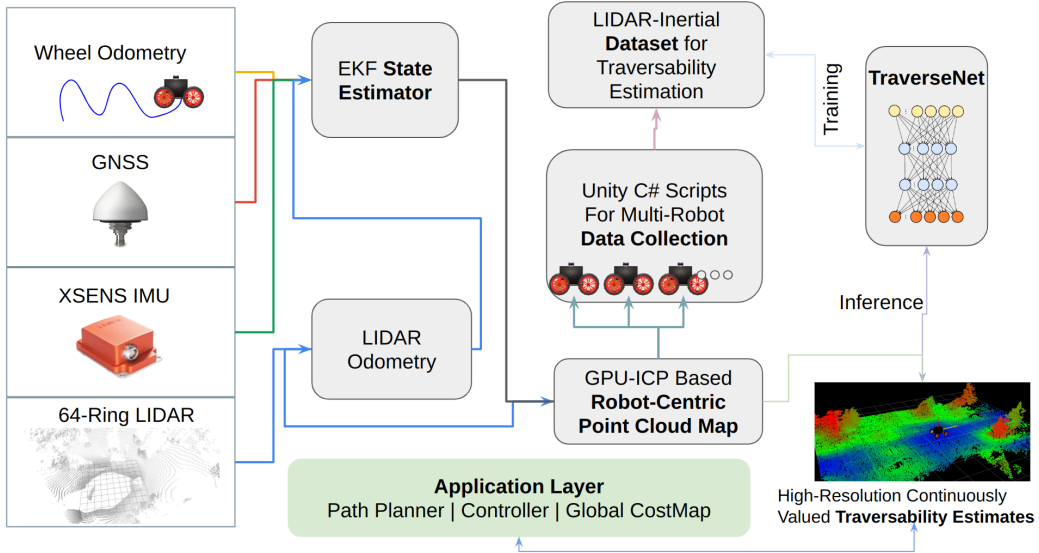 Wheel Odometry
GNSS
XSENS IMU
64-Ring LIDAR
EKF State
Estimator
LIDAR
Odometry
LIDAR-Inertial
Dataset for
Traversability
Estimation
Unity C# Scripts
For Multi-Robot
Data Collection
GPU-ICP Based
Robot-Centric
Point Cloud Map
Training
TraverseNet
Inference
High-Resolution Continuously
Valued Traversability Estimates
Application Layer
Path Planner | Controller | Global CostMap